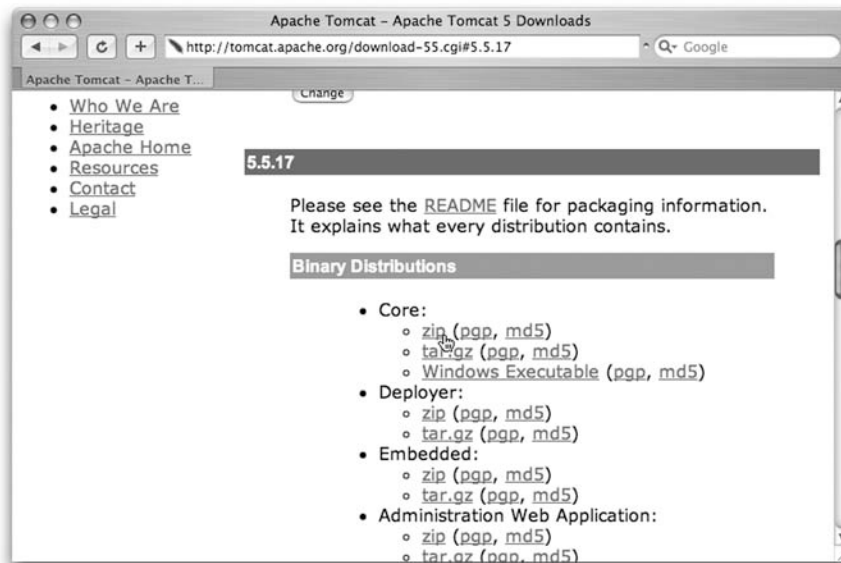 Apache Tomcat – Apache Tomcat 5 Downloads
http://tomcat.apache.org/download-55.cgi#5.5.17
Google
Apache Tomcat – Apache T...
Change
• Who We Are
• Heritage
• Apache Home
• Resources
• Contact
• Legal
5.5.17
Please see the README file for packaging information.
It explains what every distribution contains.
Binary Distributions
• Core:
◦ zip (pgp, md5)
◦ tar.gz (pgp, md5)
◦ Windows Executable (pgp, md5)
• Deployer:
◦ zip (pgp, md5)
◦ tar.gz (pgp, md5)
• Embedded:
◦ zip (pgp, md5)
◦ tar.gz (pgp, md5)
• Administration Web Application:
◦ zip (pgp, md5)
◦ tar.gz (pgp, md5)